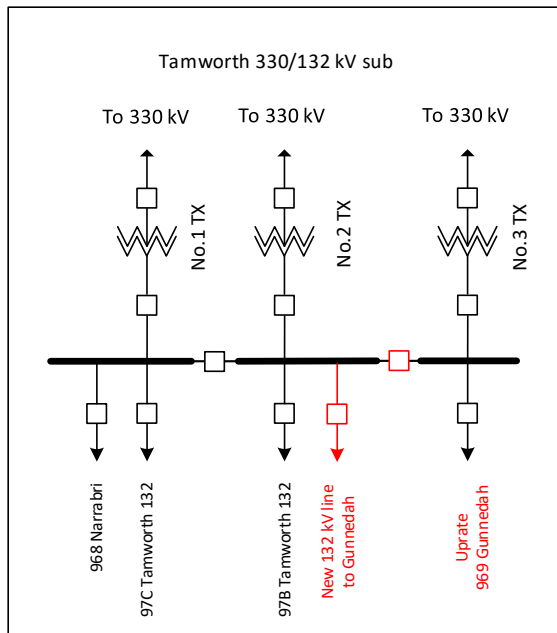 Tamworth 330/132 kV sub
To 330 kV
To 330 kV
To 330 kV
No.1 TX
No.2 TX
No.3 TX
968 Narrabri
97C Tamworth 132
97B Tamworth 132
New 132 kV line
to Gunnedah
Uprate
969 Gunnedah